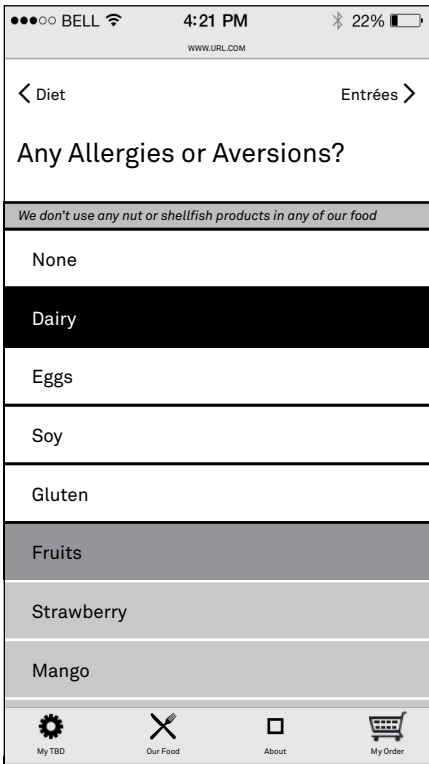 BELL 4:21 PM 22%
WWW.URL.COM
Diet Entrées
Any Allergies or Aversions?
We don't use any nut or shellfish products in any of our food
None
Dairy
Eggs
Soy
Gluten
Fruits
Strawberry
Mango
My TBD Our Food About My Order